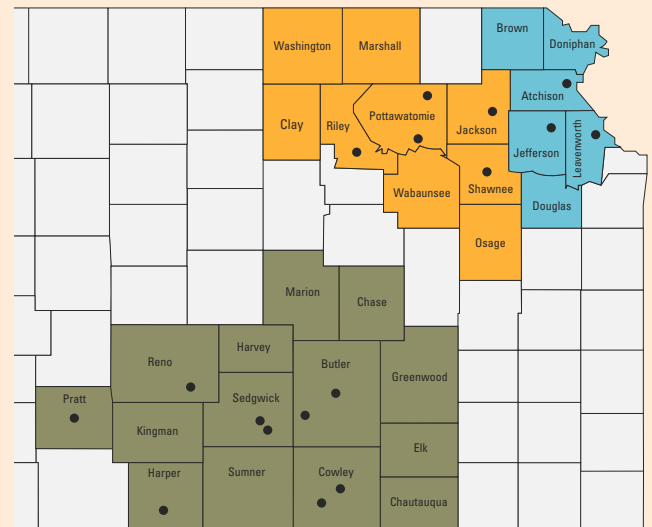 Brown
Doniphan
Washington
Marshall
Atchison
Pottawatomie
Clay
Riley
Jackson
Jefferson
Leavenworth
Wabaunsee
Shawnee
Douglas
Osage
Marion
Chase
Harvey
Reno
Butler
Greenwood
Pratt
Sedgwick
Kingman
Elk
Harper
Sumner
Cowley
Chautauqua